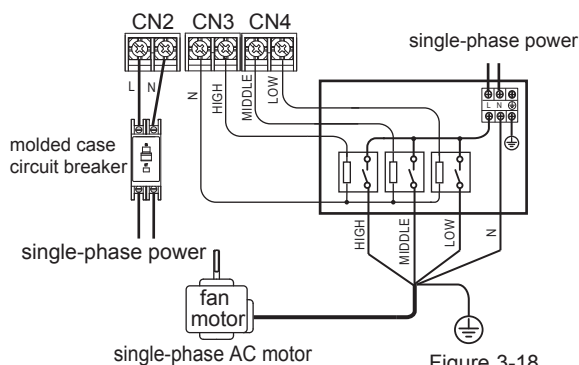 CN2 CN3 CN4
single-phase power
L N
N
HIGH
MIDDLE
LOW
L N
molded case
circuit breaker
single-phase power
HIGH
MIDDLE
LOW
N
fan
motor
single-phase AC motor
Figure 3-18